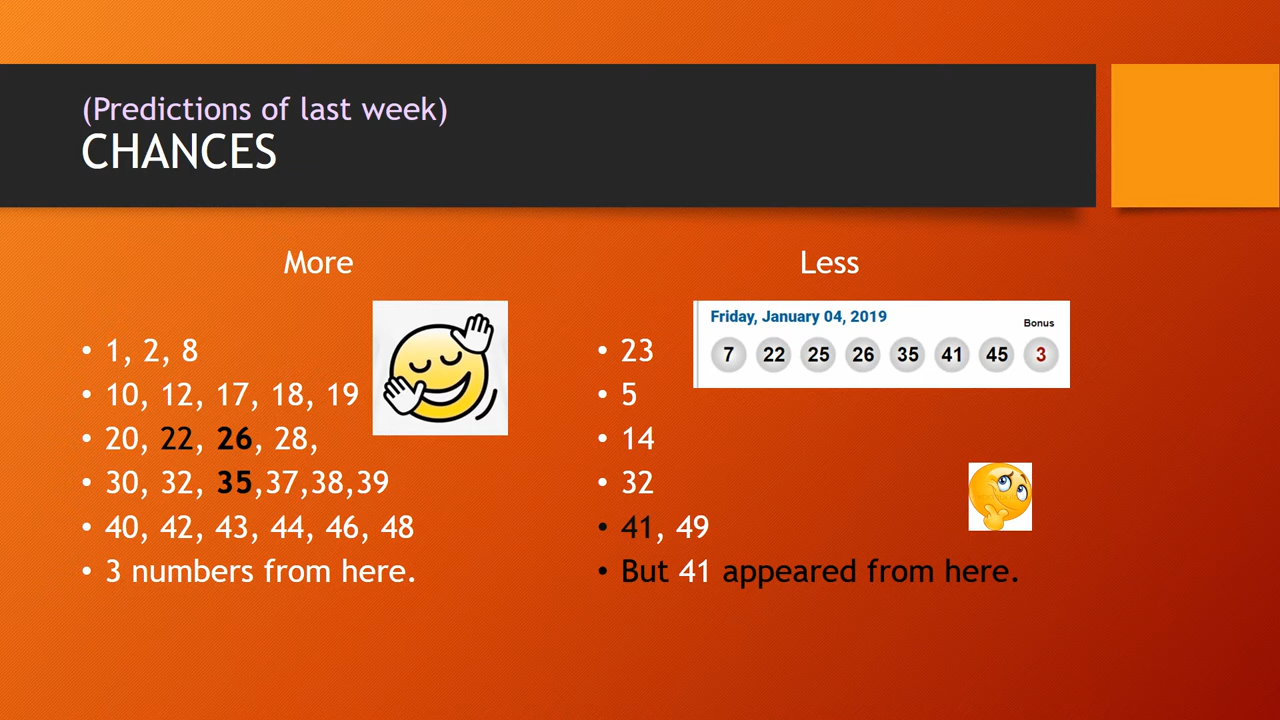 (Predictions of last week)
CHANCES
More
• 1, 2, 8
• 10, 12, 17, 18, 19
• 20, 22, 26, 28,
• 30, 32, 35,37,38,39
• 40, 42, 43, 44, 46, 48
• 3 numbers from here.
Less
Friday, January 04, 2019
Bonus
7 22 25 26 35 41 45 3
• 23
• 5
• 14
• 32
• 41, 49
• But 41 appeared from here.